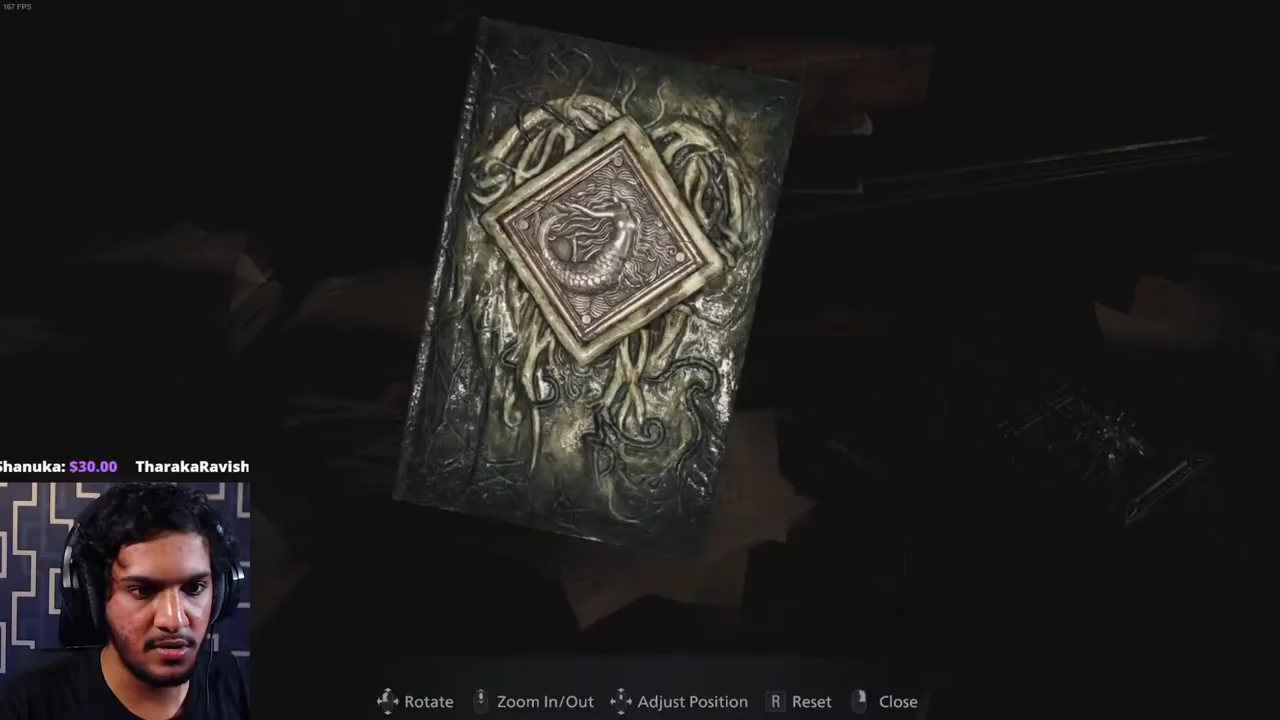 167 FPS
Shanuka: $30.00 TharakaRavish
Rotate Zoom In/Out Adjust Position R Reset Close